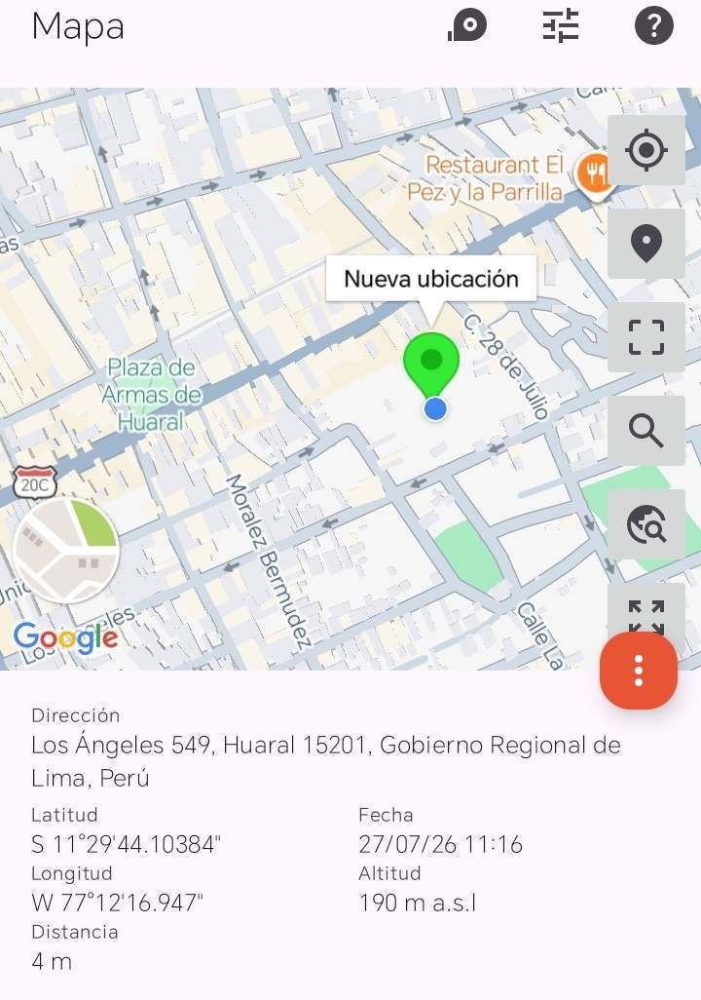 Mapa
Restaurant El
Pez y la Parrilla
Nueva ubicación
C. 28 de Julio
Plaza de
Armas de
Huaral
20C
Moralez Bermudez
Calle La
Google
Dirección
Los Ángeles 549, Huaral 15201, Gobierno Regional de
Lima, Perú
Latitud
S 11°29'44.10384"
Fecha
27/07/26 11:16
Longitud
W 77°12'16.947"
Altitud
190 m a.s.l
Distancia
4 m